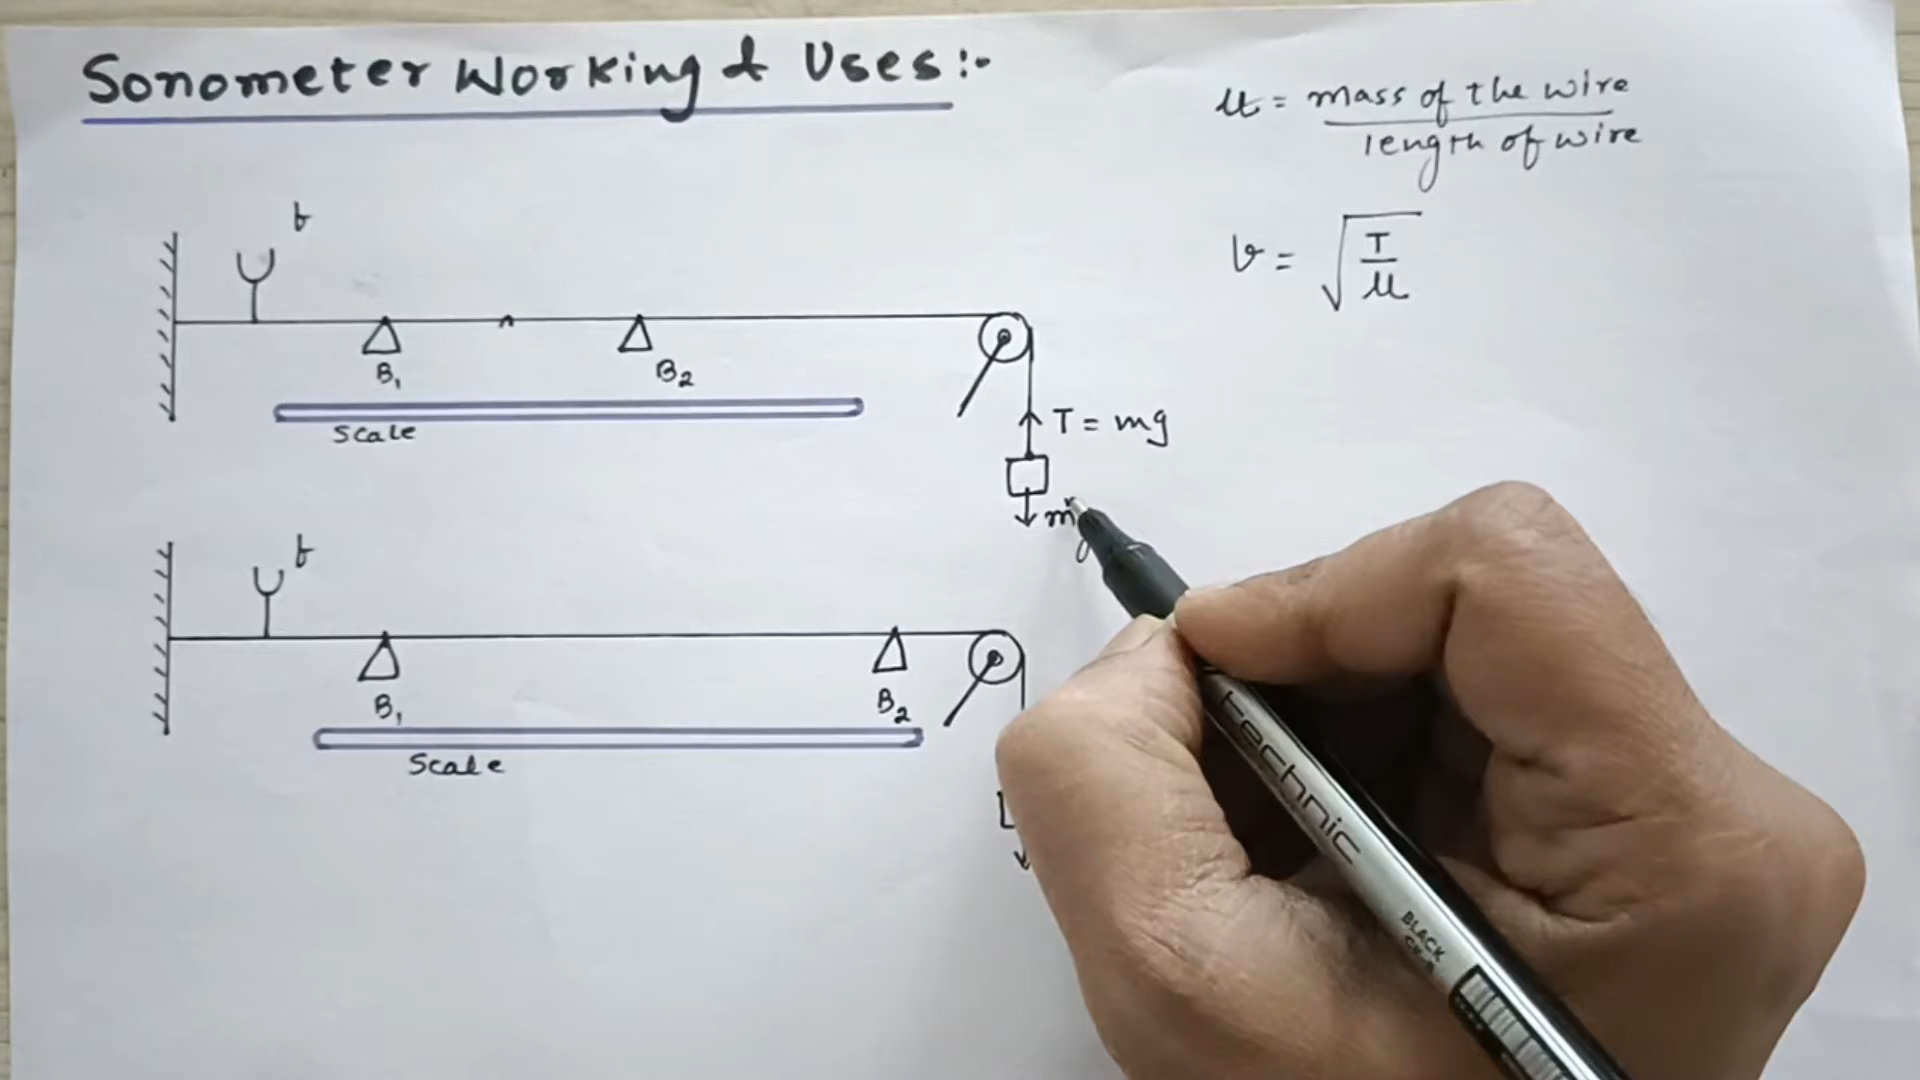 Sonometer Working & Uses:-
μ = mass of the wire
length of wire
v = √T/μ
f
B₁
B₂
Scale
T = mg
f
B₁
B₂
Scale
technic
BLACK